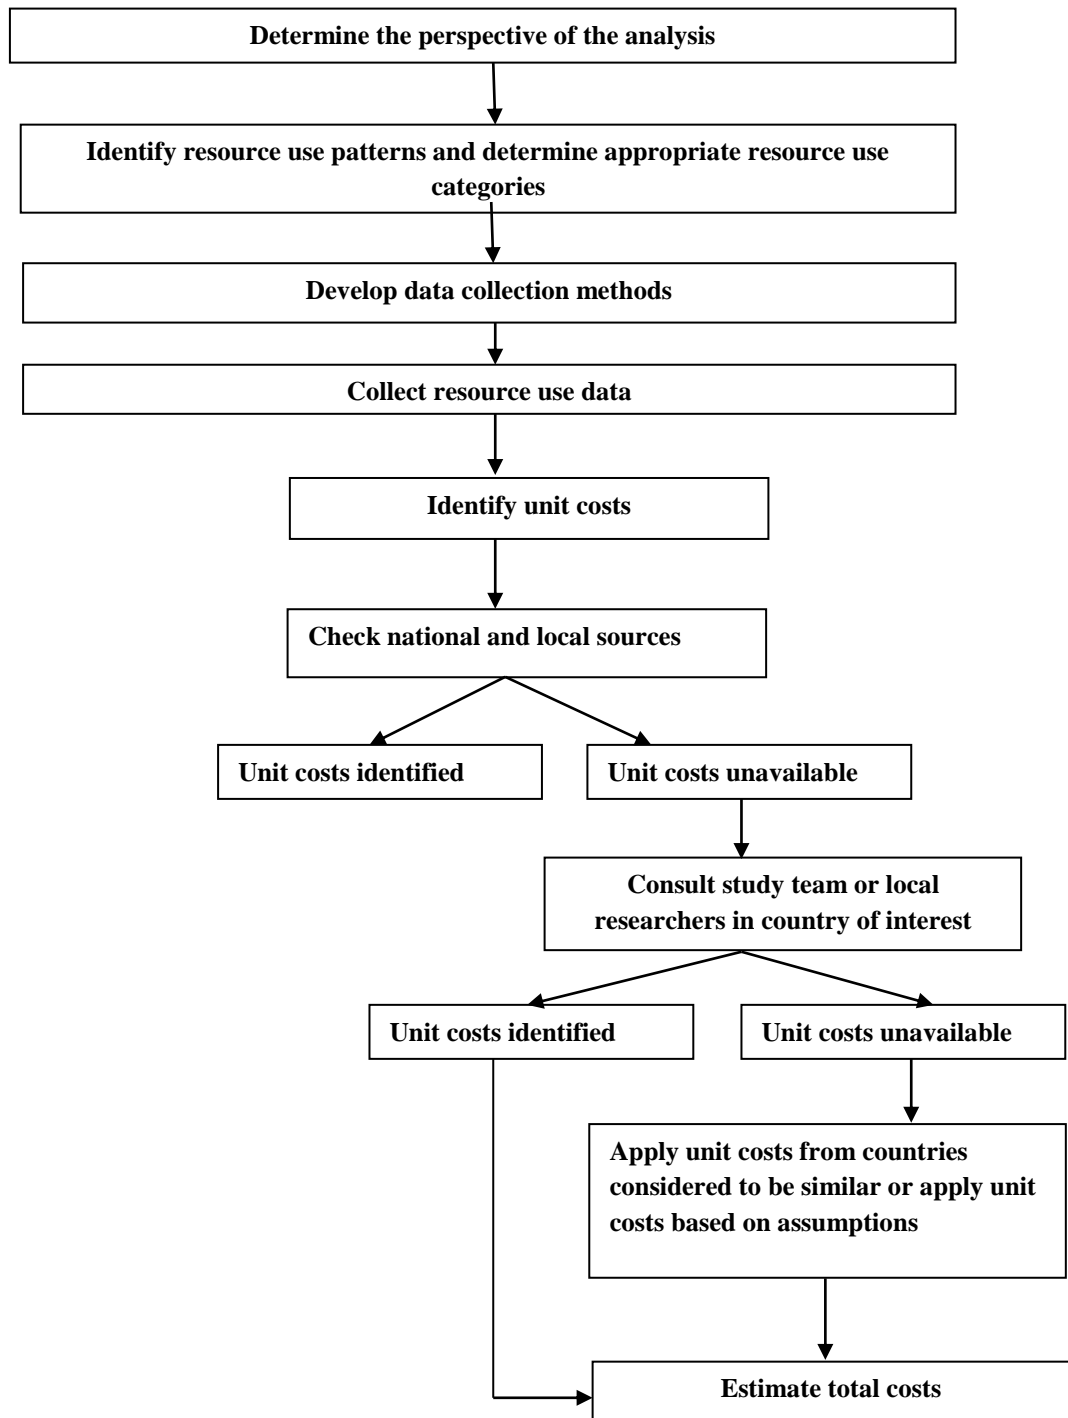 Determine the perspective of the analysis
Identify resource use patterns and determine appropriate resource use
categories
Develop data collection methods
Collect resource use data
Identify unit costs
Check national and local sources
Unit costs identified
Unit costs unavailable
Consult study team or local
researchers in country of interest
Unit costs identified
Unit costs unavailable
Apply unit costs from countries
considered to be similar or apply unit
costs based on assumptions
Estimate total costs